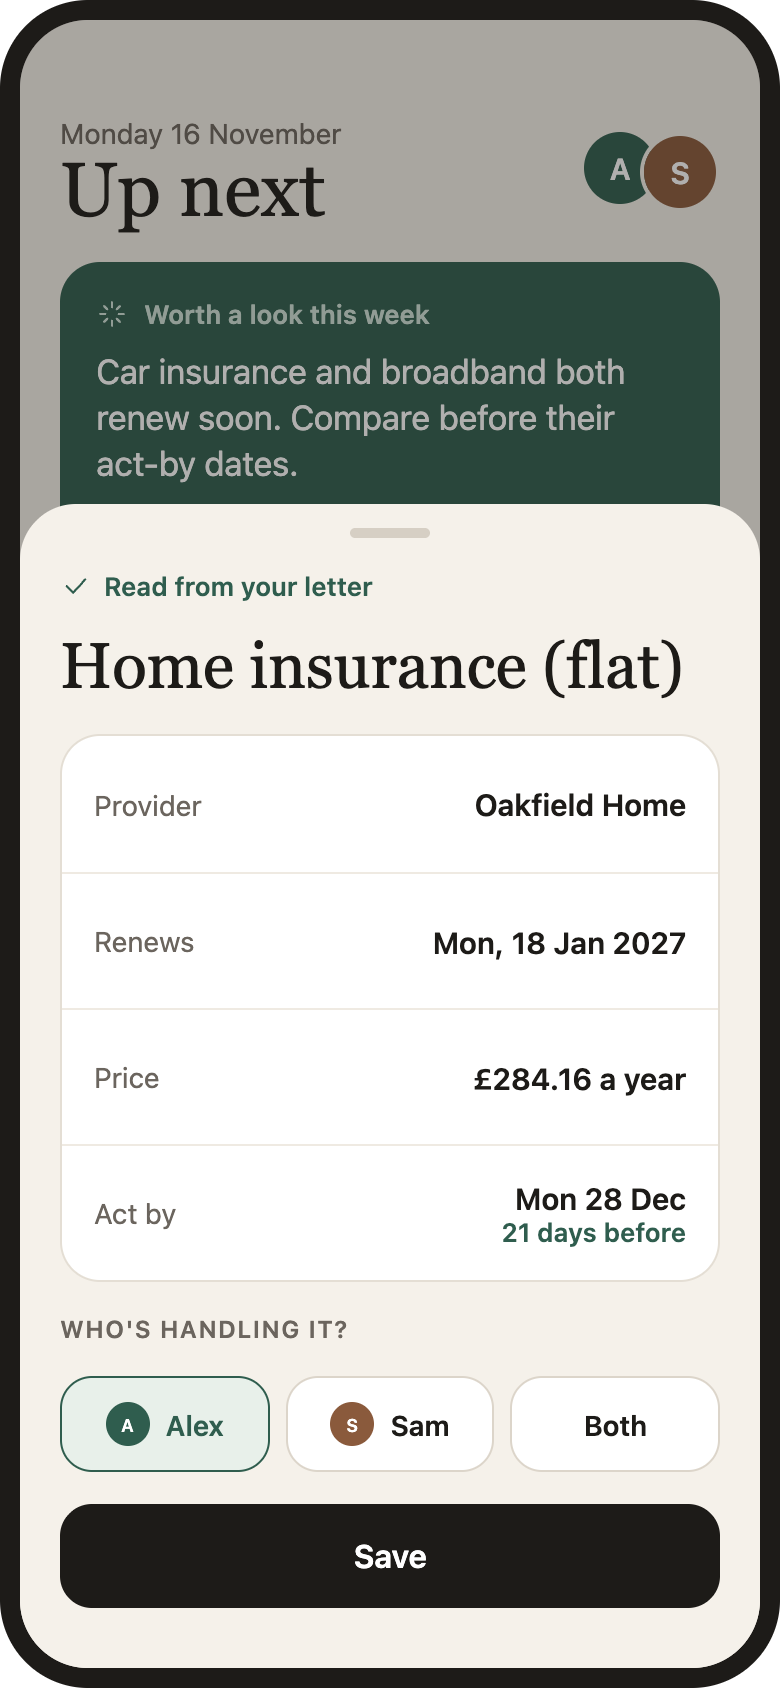 Monday 16 November
Up next
A
S
Worth a look this week
Car insurance and broadband both
renew soon. Compare before their
act-by dates.
Read from your letter
Home insurance (flat)
Provider
Oakfield Home
Renews
Mon, 18 Jan 2027
Price
£284.16 a year
Act by
Mon 28 Dec
21 days before
WHO'S HANDLING IT?
A Alex
S Sam
Both
Save